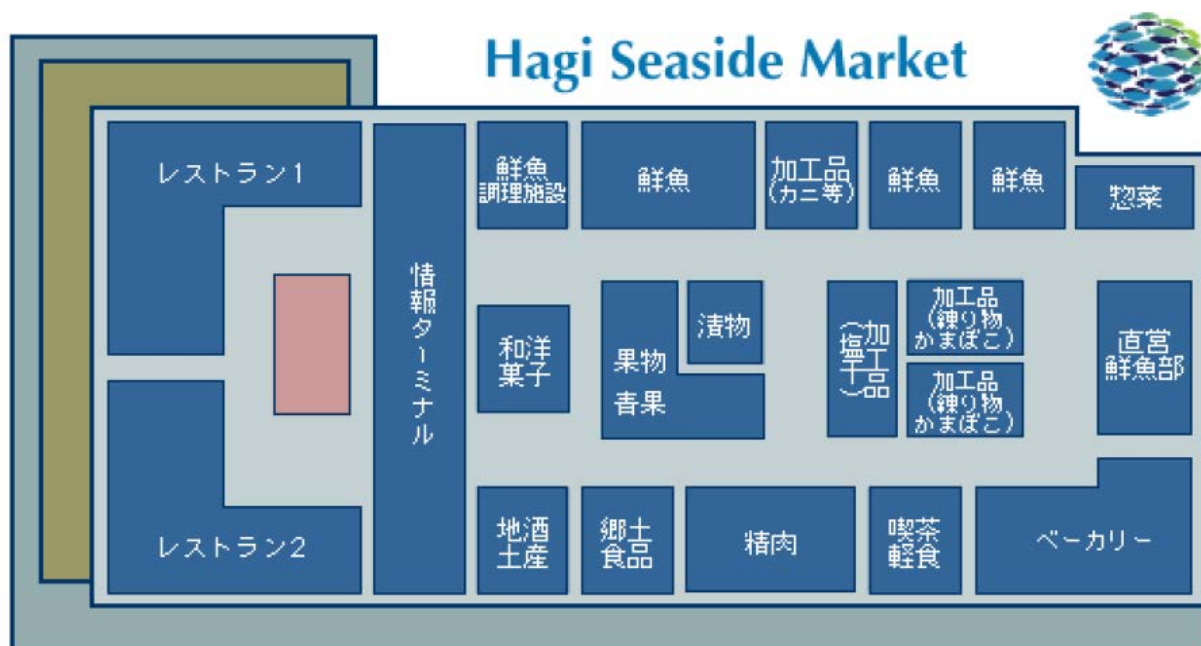 Hagi Seaside Market
レストラン1
情報ターミナル
鮮魚
調理施設
鮮魚
加工品
(カニ等)
鮮魚
鮮魚
惣菜
和洋
菓子
果物
青果
漬物
加工品
(塩干)
加工品
(練り物
かまぼこ)
加工品
(練り物
かまぼこ)
直営
鮮魚部
レストラン2
地酒
土産
郷土
食品
精肉
喫茶
軽食
ベーカリー